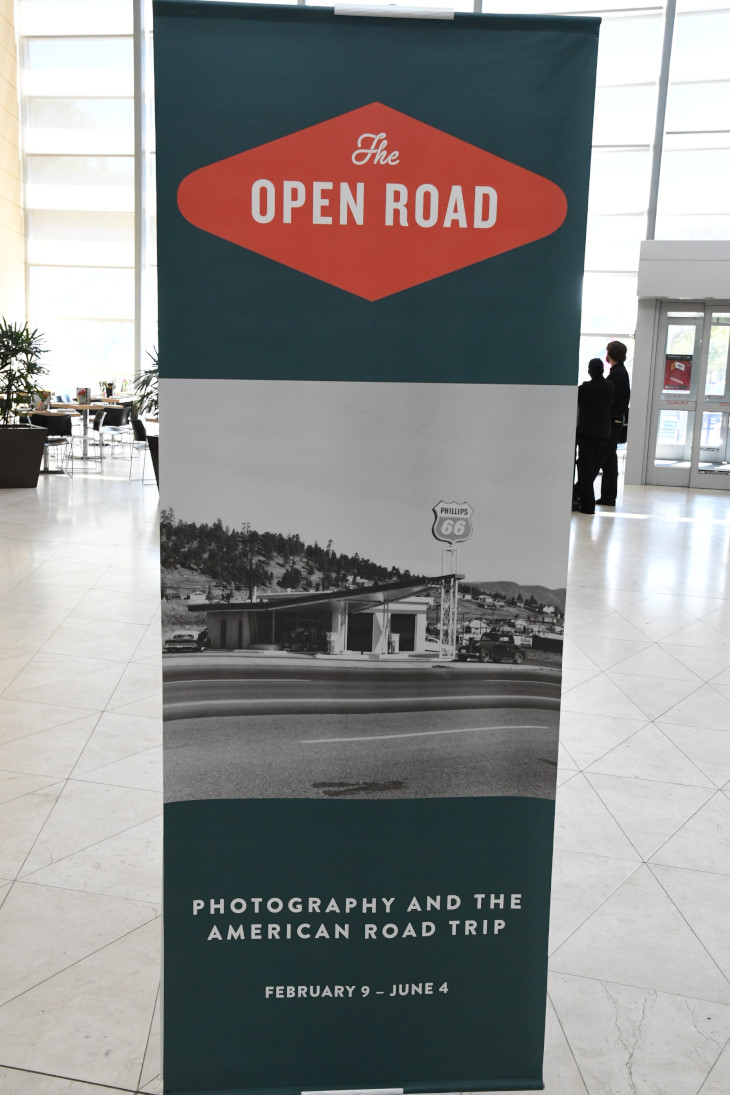 The
OPEN ROAD
PHILLIPS
66
PHOTOGRAPHY AND THE
AMERICAN ROAD TRIP
FEBRUARY 9 – JUNE 4